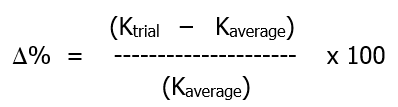 (Ktrial – Kaverage)
Δ% = --------------------- x 100
(Kaverage)